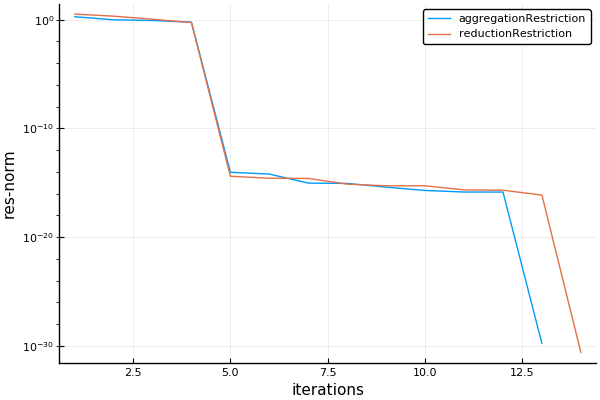 aggregationRestriction
reductionRestriction
10⁰
10⁻¹⁰
10⁻²⁰
10⁻³⁰
res-norm
2.5 5.0 7.5 10.0 12.5
iterations